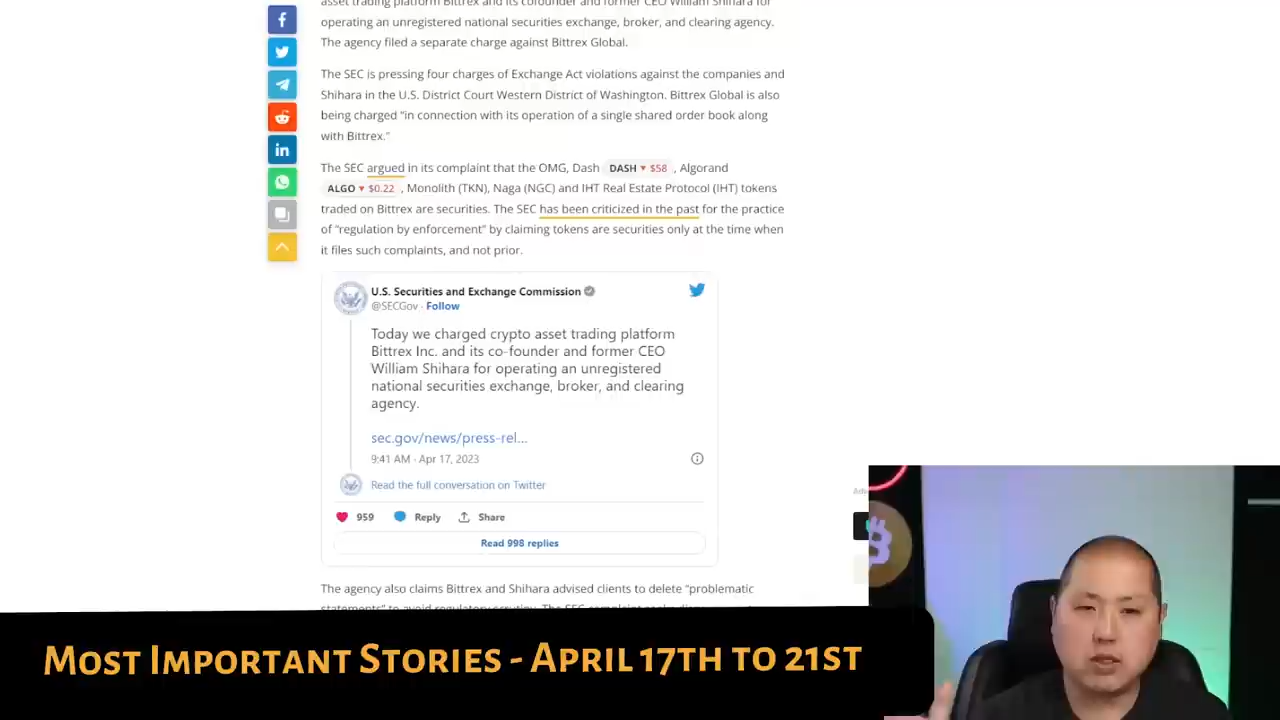 asset trading platform Bittrex and its cofounder and former CEO William Shihara for
operating an unregistered national securities exchange, broker, and clearing agency.
The agency filed a separate charge against Bittrex Global.
The SEC is pressing four charges of Exchange Act violations against the companies and
Shihara in the U.S. District Court Western District of Washington. Bittrex Global is also
being charged “in connection with its operation of a single shared order book along
with Bittrex.”
The SEC argued in its complaint that the OMG, Dash DASH ▼ $58 , Algorand
ALGO ▼ $0.22 , Monolith (TKN), Naga (NGC) and IHT Real Estate Protocol (IHT) tokens
traded on Bittrex are securities. The SEC has been criticized in the past for the practice
of “regulation by enforcement” by claiming tokens are securities only at the time when
it files such complaints, and not prior.
U.S. Securities and Exchange Commission
@SECGov · Follow
Today we charged crypto asset trading platform
Bittrex Inc. and its co-founder and former CEO
William Shihara for operating an unregistered
national securities exchange, broker, and clearing
agency.
sec.gov/news/press-rel...
9:41 AM · Apr 17, 2023
Read the full conversation on Twitter
959 Reply Share
Read 998 replies
The agency also claims Bittrex and Shihara advised clients to delete “problematic
statements” to avoid regulatory scrutiny. The SEC complaint
Most Important Stories - April 17th to 21st